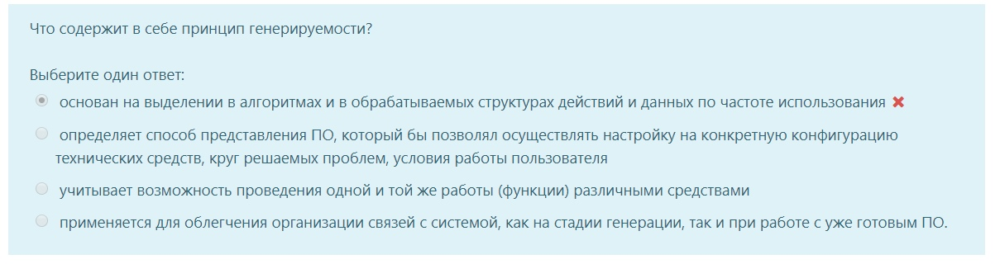 Что содержит в себе принцип генерируемости?
Выберите один ответ:
основан на выделении в алгоритмах и в обрабатываемых структурах действий и данных по частоте использования
определяет способ представления ПО, который бы позволял осуществлять настройку на конкретную конфигурацию
технических средств, круг решаемых проблем, условия работы пользователя
учитывает возможность проведения одной и той же работы (функции) различными средствами
применяется для облегчения организации связей с системой, как на стадии генерации, так и при работе с уже готовым ПО.